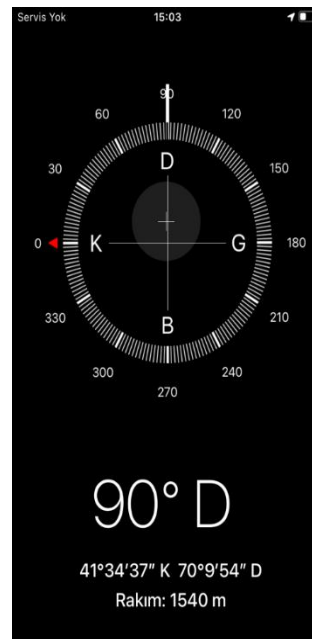 Servis Yok 15:03
90
60 120
30 D 150
0 K G 180
330 B 210
300 240
270
90° D
41°34'37" K 70°9'54" D
Rakım: 1540 m